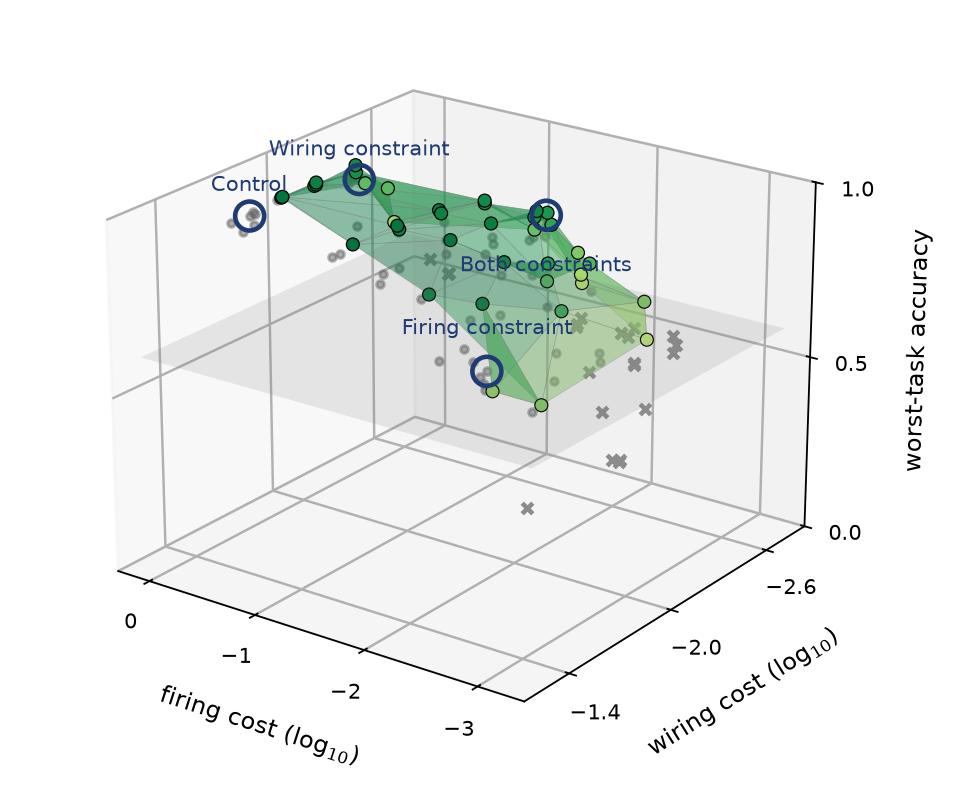 Wiring constraint
Control
1.0
worst-task accuracy
Both constraints
Firing constraint
0.5
0.0
−2.6
0
−2.0
−1
wiring cost (log₁₀)
−2
−1.4
−3
firing cost (log₁₀)